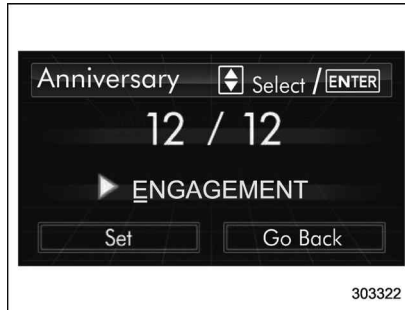 Anniversary Select / ENTER
12 / 12
ENGAGEMENT
Set Go Back
303322